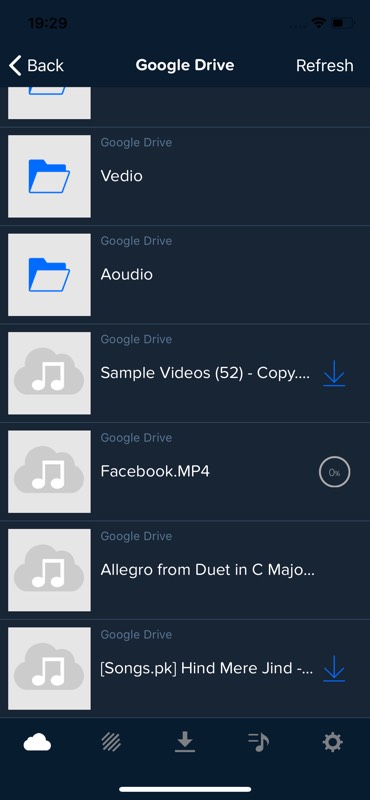 19:29
Back
Google Drive
Refresh
Google Drive
Vedio
Google Drive
Aoudio
Google Drive
Sample Videos (52) - Copy....
Google Drive
Facebook.MP4
0%
Google Drive
Allegro from Duet in C Majo...
Google Drive
[Songs.pk] Hind Mere Jind -...